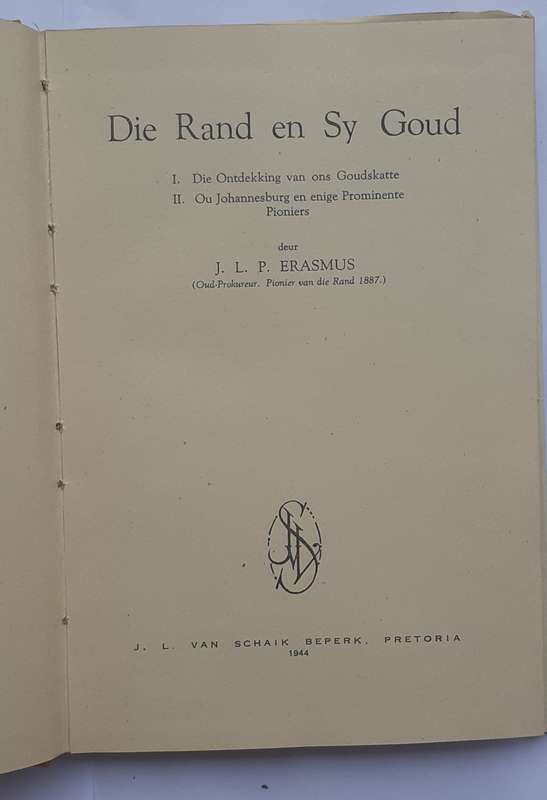 Die Rand en Sy Goud
I. Die Ontdekking van ons Goudskatte
II. Ou Johannesburg en enige Prominente
Pioniers
deur
J. L. P. ERASMUS
(Oud-Prokureur. Pionier van die Rand 1887.)
J. L. VAN SCHAIK BEPERK, PRETORIA
1944